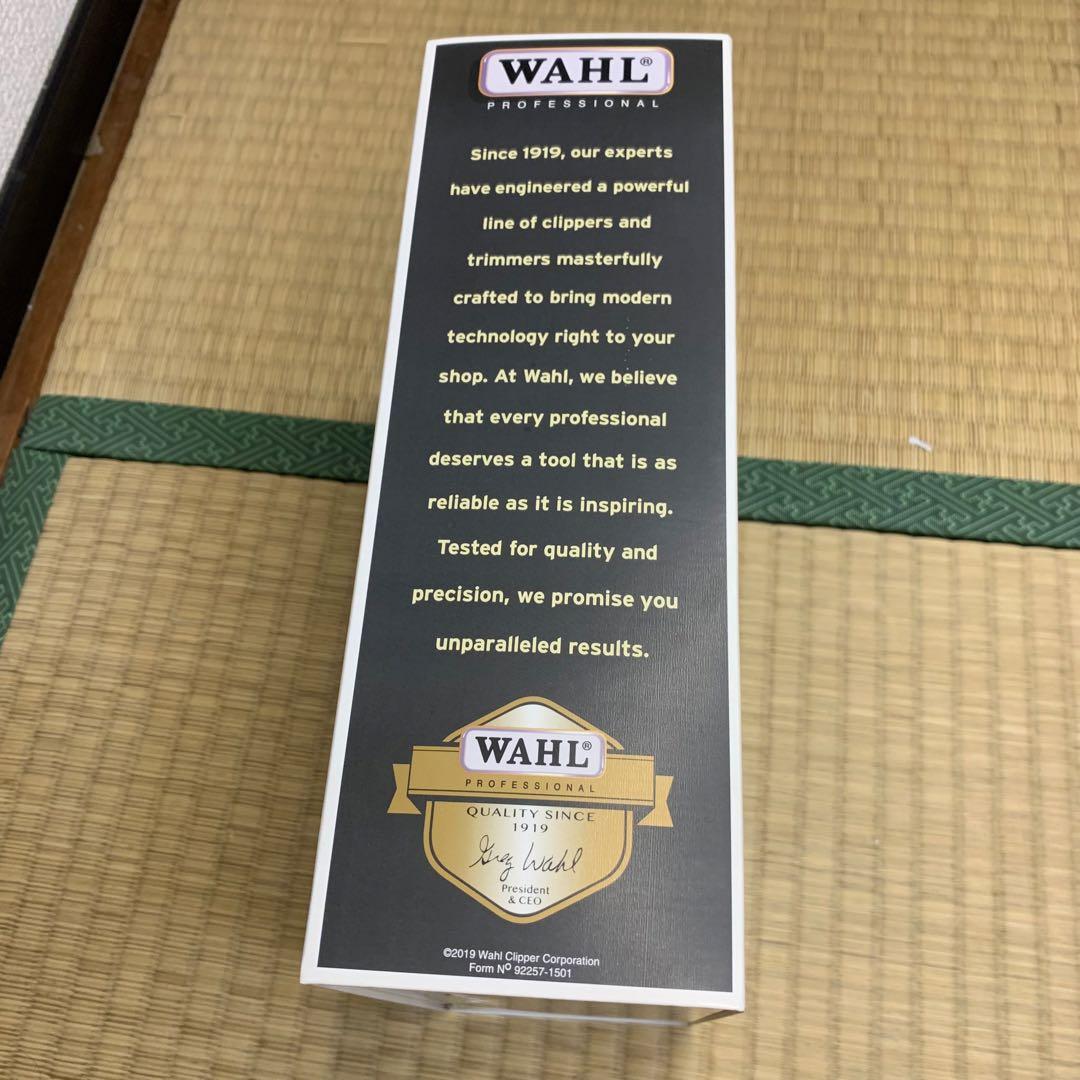 WAHL®
PROFESSIONAL
Since 1919, our experts
have engineered a powerful
line of clippers and
trimmers masterfully
crafted to bring modern
technology right to your
shop. At Wahl, we believe
that every professional
deserves a tool that is as
reliable as it is inspiring.
Tested for quality and
precision, we promise you
unparalleled results.
WAHL®
PROFESSIONAL
QUALITY SINCE
1919
Greg Wahl
President
& CEO
©2019 Wahl Clipper Corporation
Form Nº 92257-1501